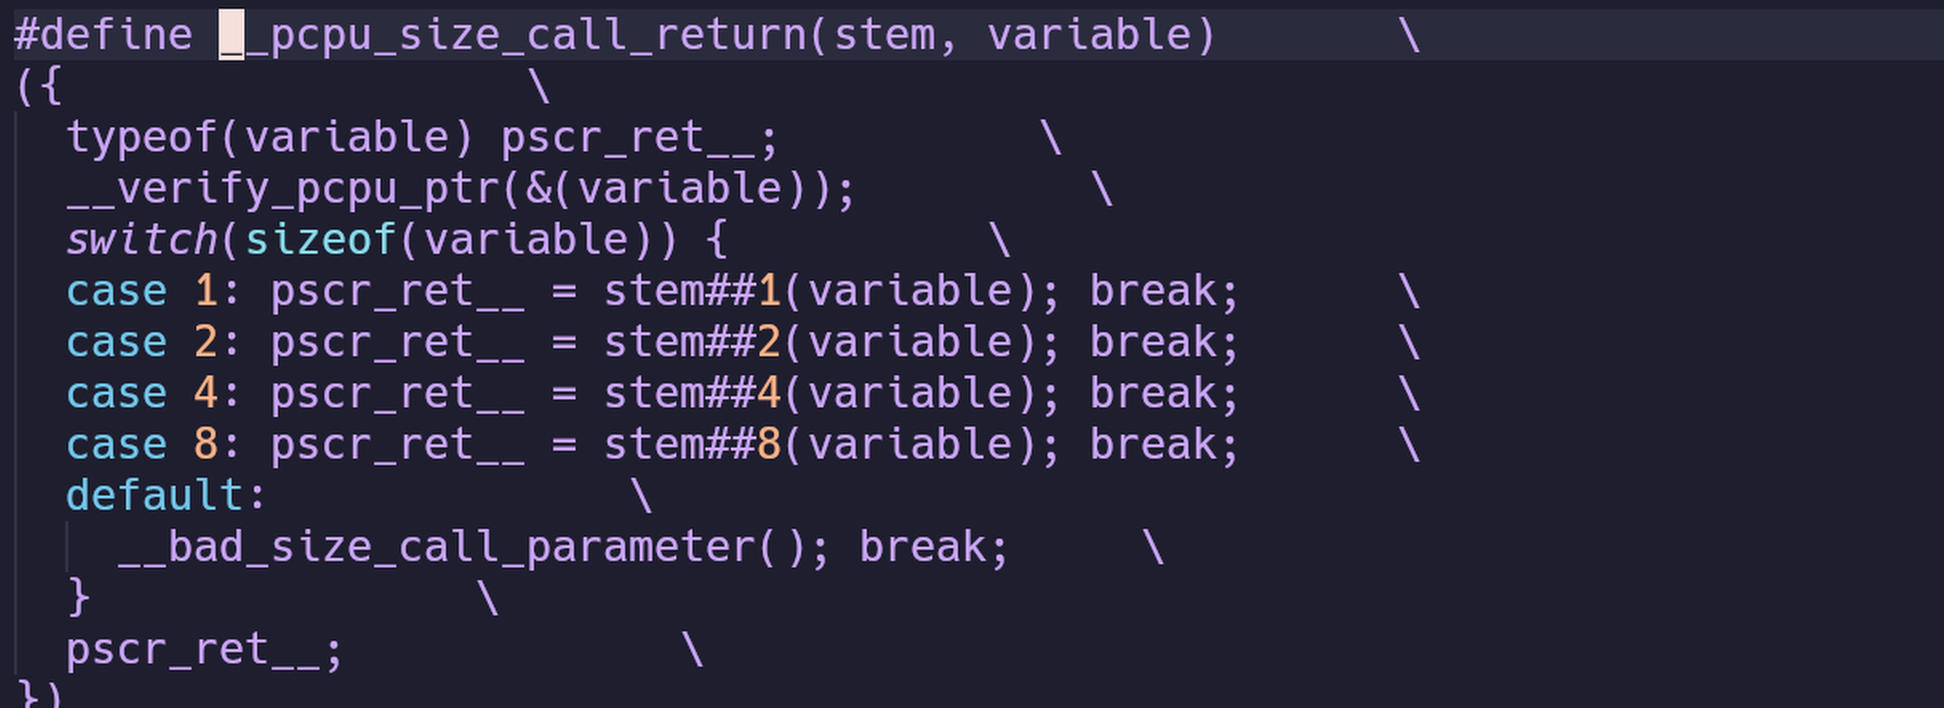 #define __pcpu_size_call_return(stem, variable) \
({ \
typeof(variable) pscr_ret__; \
__verify_pcpu_ptr(&(variable)); \
switch(sizeof(variable)) { \
case 1: pscr_ret__ = stem##1(variable); break; \
case 2: pscr_ret__ = stem##2(variable); break; \
case 4: pscr_ret__ = stem##4(variable); break; \
case 8: pscr_ret__ = stem##8(variable); break; \
default: \
__bad_size_call_parameter(); break; \
} \
pscr_ret__; \
})